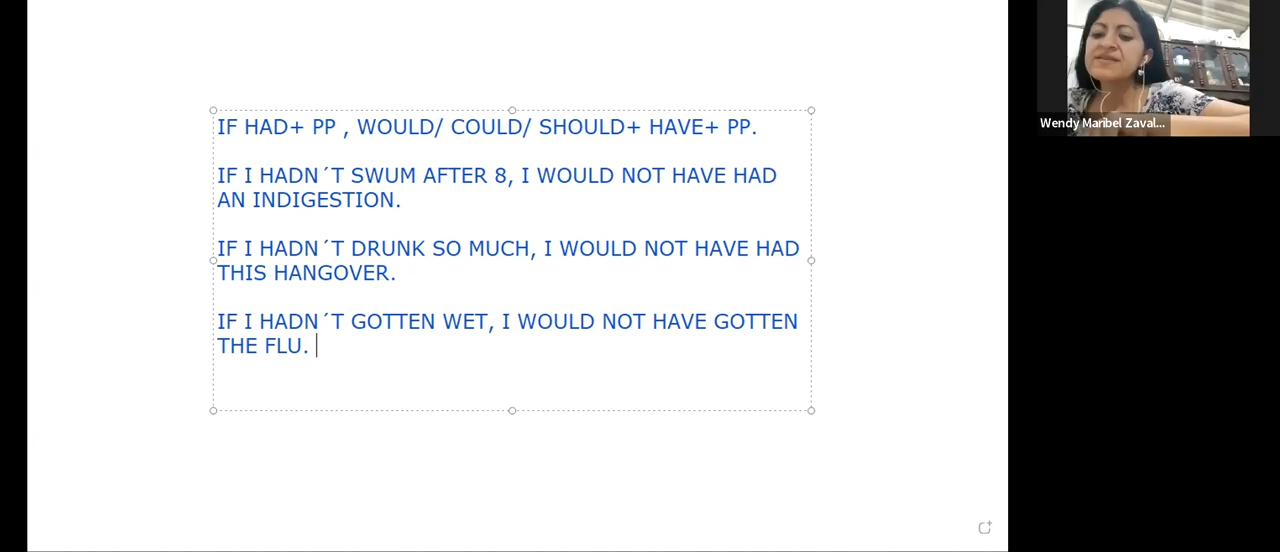 IF HAD+ PP , WOULD/ COULD/ SHOULD+ HAVE+ PP.
IF I HADN´T SWUM AFTER 8, I WOULD NOT HAVE HAD
AN INDIGESTION.
IF I HADN´T DRUNK SO MUCH, I WOULD NOT HAVE HAD
THIS HANGOVER.
IF I HADN´T GOTTEN WET, I WOULD NOT HAVE GOTTEN
THE FLU.
Wendy Maribel Zaval...